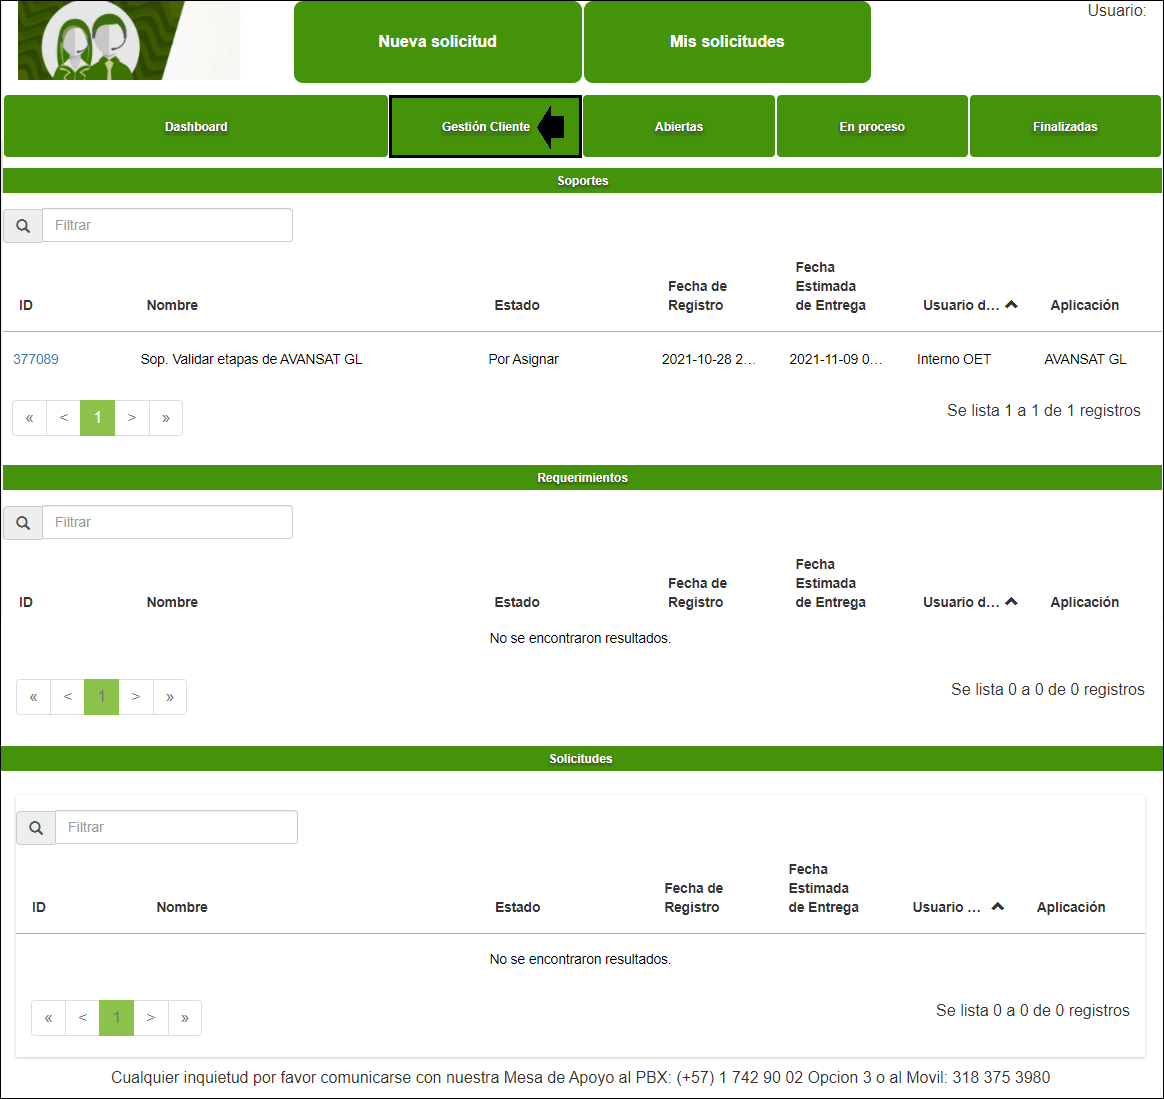 Usuario:
Nueva solicitud
Mis solicitudes
Dashboard
Gestión Cliente
Abiertas
En proceso
Finalizadas
Soportes
Filtrar
ID
Nombre
Estado
Fecha de
Registro
Fecha
Estimada
de Entrega
Usuario d...
Aplicación
377089
Sop. Validar etapas de AVANSAT GL
Por Asignar
2021-10-28 2...
2021-11-09 0...
Interno OET
AVANSAT GL
« < 1 > »
Se lista 1 a 1 de 1 registros
Requerimientos
Filtrar
ID
Nombre
Estado
Fecha de
Registro
Fecha
Estimada
de Entrega
Usuario d...
Aplicación
No se encontraron resultados.
« < 1 > »
Se lista 0 a 0 de 0 registros
Solicitudes
Filtrar
ID
Nombre
Estado
Fecha de
Registro
Fecha
Estimada
de Entrega
Usuario ...
Aplicación
No se encontraron resultados.
« < 1 > »
Se lista 0 a 0 de 0 registros
Cualquier inquietud por favor comunicarse con nuestra Mesa de Apoyo al PBX: (+57) 1 742 90 02 Opcion 3 o al Movil: 318 375 3980